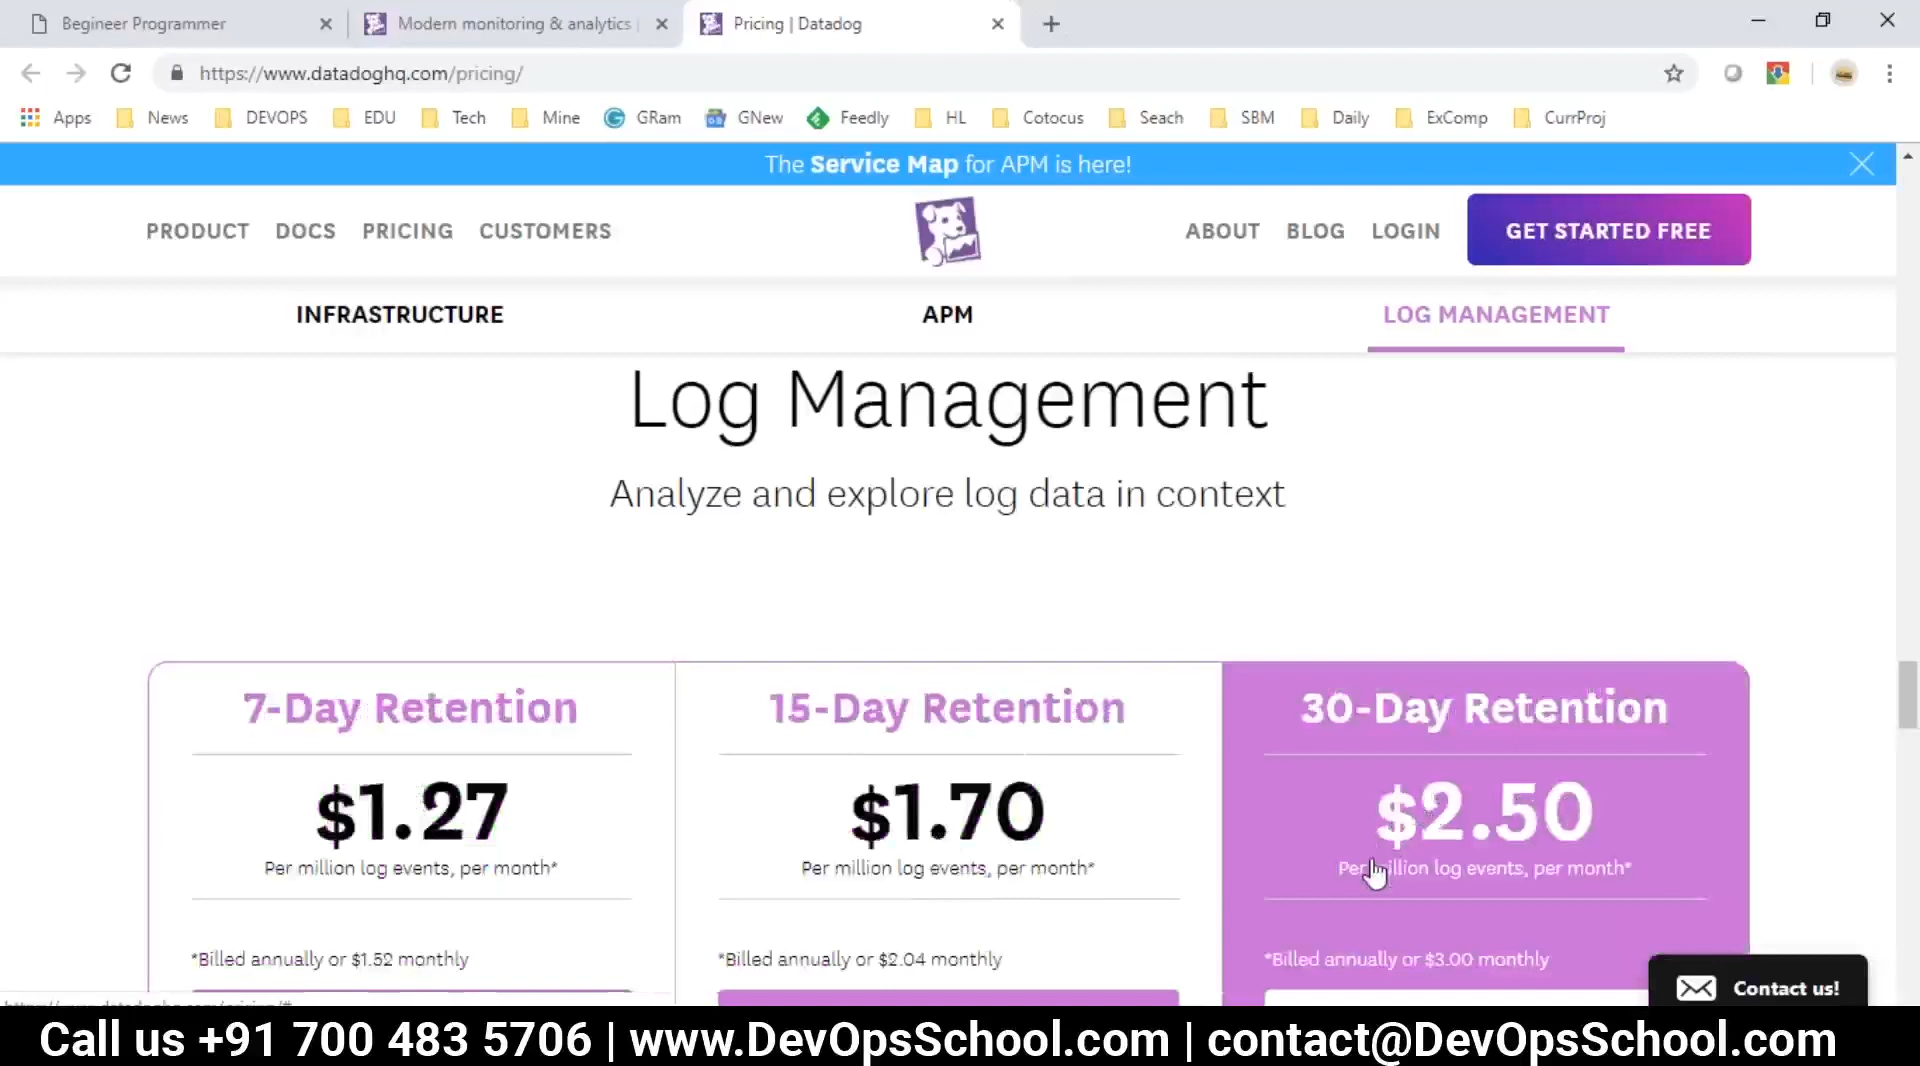 Begineer Programmer
Modern monitoring & analytics
Pricing | Datadog
https://www.datadoghq.com/pricing/
Apps News DEVOPS EDU Tech Mine GRam GNew Feedly HL Cotocus Seach SBM Daily ExComp CurrProj
The Service Map for APM is here!
PRODUCT DOCS PRICING CUSTOMERS ABOUT BLOG LOGIN GET STARTED FREE
INFRASTRUCTURE APM LOG MANAGEMENT
Log Management
Analyze and explore log data in context
7-Day Retention 15-Day Retention 30-Day Retention
$1.27 $1.70 $2.50
Per million log events, per month* Per million log events, per month* Per million log events, per month*
*Billed annually or $1.52 monthly *Billed annually or $2.04 monthly *Billed annually or $3.00 monthly
Contact us!
Call us +91 700 483 5706 | www.DevOpsSchool.com | contact@DevOpsSchool.com